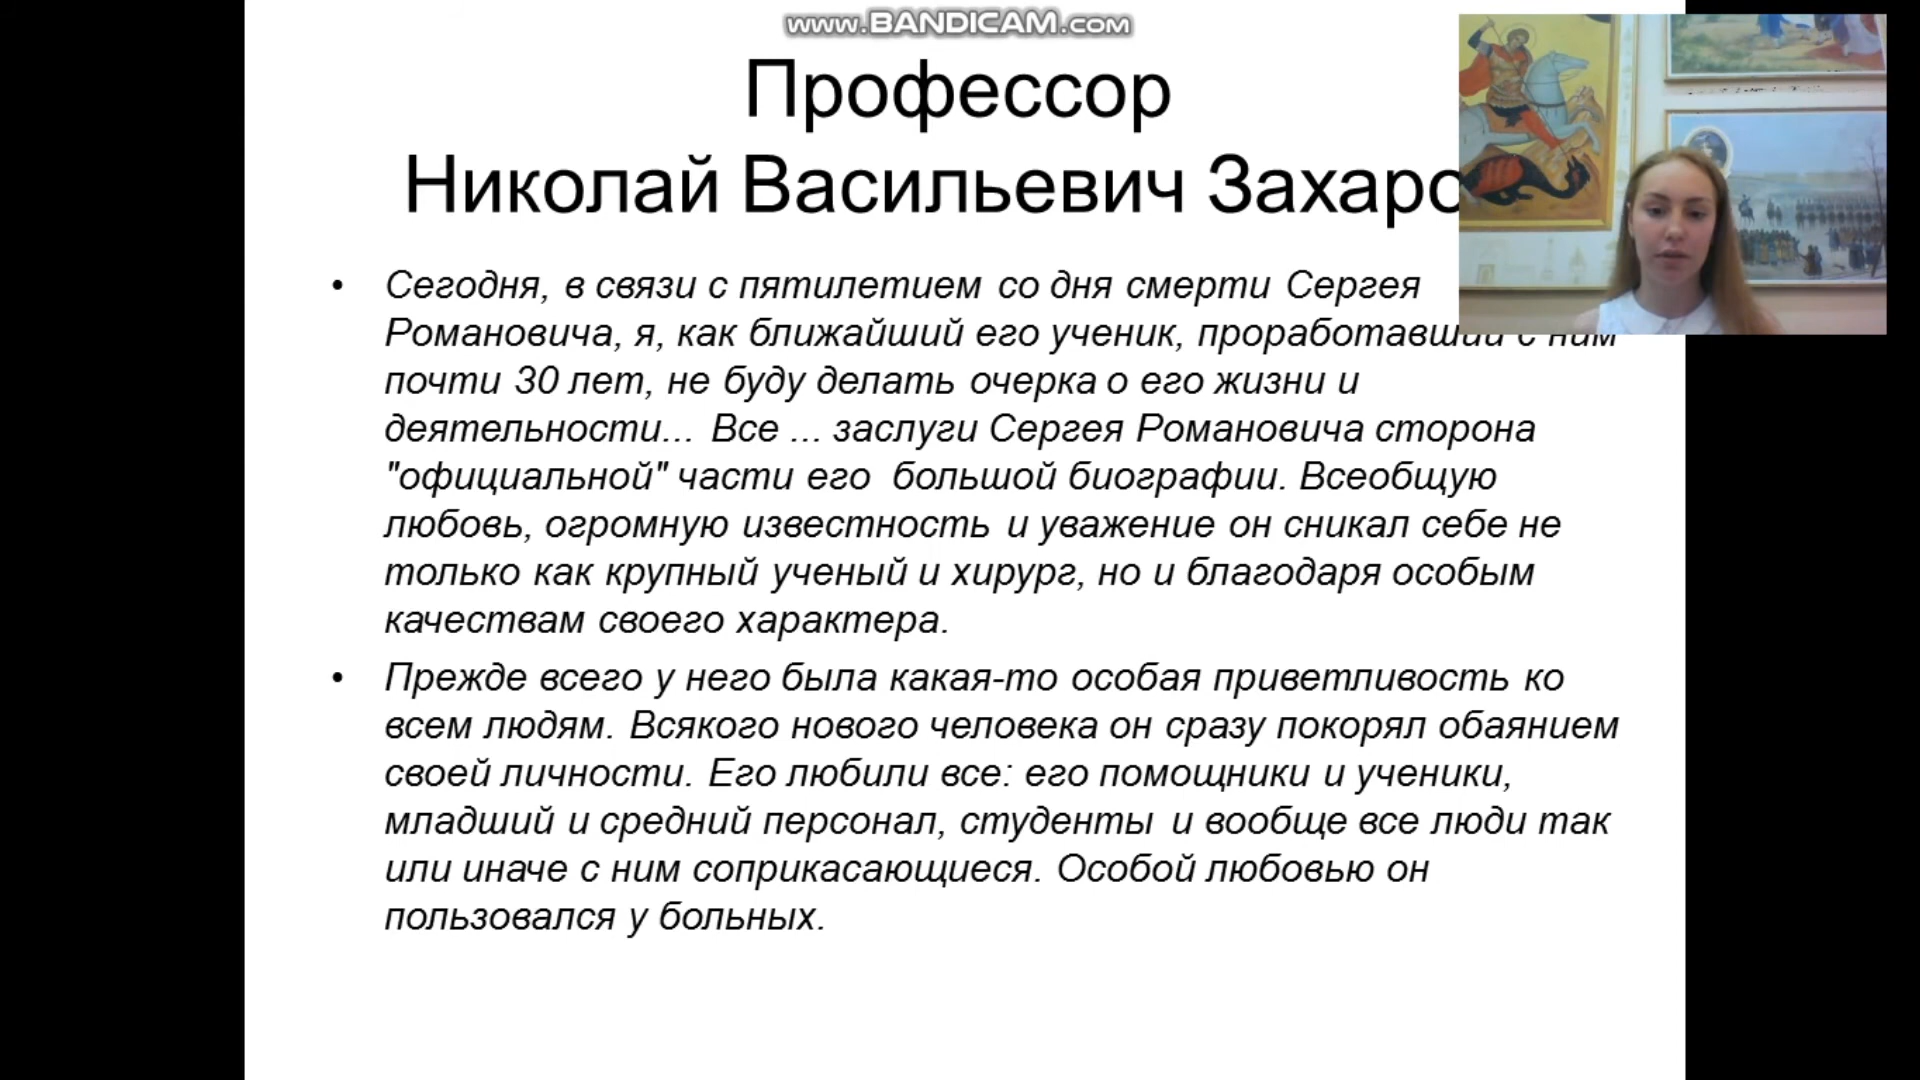 www.BANDICAM.com
Профессор
Николай Васильевич
Сегодня, в связи с пятилетием со дня смерти Сергея
Романовича, я, как ближайший его ученик, проработавший с ним
почти 30 лет, не буду делать очерка о его жизни и
деятельности... Все ... заслуги Сергея Романовича сторона
"официальной" части его большой биографии. Всеобщую
любовь, огромную известность и уважение он сникал себе не
только как крупный ученый и хирург, но и благодаря особым
качествам своего характера.
Прежде всего у него была какая-то особая приветливость ко
всем людям. Всякого нового человека он сразу покорял обаянием
своей личности. Его любили все: его помощники и ученики,
младший и средний персонал, студенты и вообще все люди так
или иначе с ним соприкасающиеся. Особой любовью он
пользовался у больных.